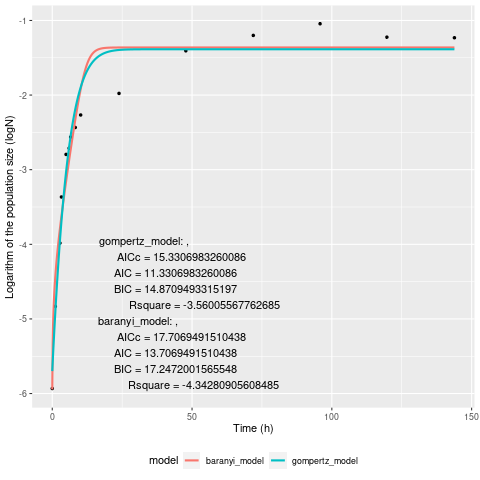 -1
-2
-3
-4
-5
-6
Logarithm of the population size (logN)
gompertz_model: ,
AICc = 15.3306983260086
AIC = 11.3306983260086
BIC = 14.8709493315197
Rsquare = -3.56005567762685
baranyi_model: ,
AICc = 17.7069491510438
AIC = 13.7069491510438
BIC = 17.2472001565548
Rsquare = -4.34280905608485
0 50 100 150
Time (h)
model baranyi_model gompertz_model